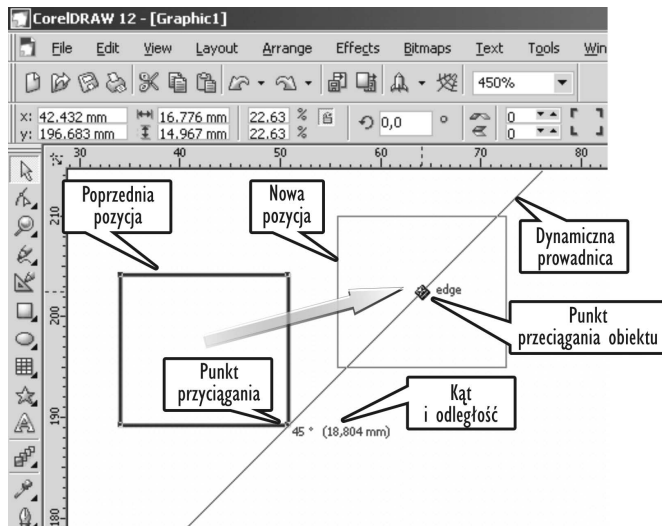 CorelDRAW 12 - [Graphic1]
File Edit View Layout Arrange Effects Bitmaps Text Tools Win
450%
x: 42.432 mm 16.776 mm 22.63 % 0,0 ° 0
y: 196.683 mm 14.967 mm 22.63 % 0
30 40 50 60 70 80
210
200
190
180
Poprzednia
pozycja
Nowa
pozycja
Dynamiczna
prowadnica
edge
Punkt
przeciągania obiektu
Punkt
przyciągania
Kąt
i odległość
45 ° (18,804 mm)